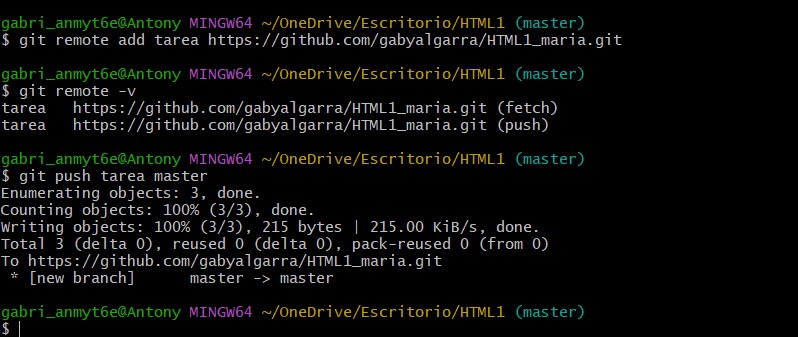 gabri_anmyt6e@Antony MINGW64 ~/OneDrive/Escritorio/HTML1 (master)
$ git remote add tarea https://github.com/gabyalgarra/HTML1_maria.git
gabri_anmyt6e@Antony MINGW64 ~/OneDrive/Escritorio/HTML1 (master)
$ git remote -v
tarea   https://github.com/gabyalgarra/HTML1_maria.git (fetch)
tarea   https://github.com/gabyalgarra/HTML1_maria.git (push)
gabri_anmyt6e@Antony MINGW64 ~/OneDrive/Escritorio/HTML1 (master)
$ git push tarea master
Enumerating objects: 3, done.
Counting objects: 100% (3/3), done.
Writing objects: 100% (3/3), 215 bytes | 215.00 KiB/s, done.
Total 3 (delta 0), reused 0 (delta 0), pack-reused 0 (from 0)
To https://github.com/gabyalgarra/HTML1_maria.git
 * [new branch]      master -> master
gabri_anmyt6e@Antony MINGW64 ~/OneDrive/Escritorio/HTML1 (master)
$